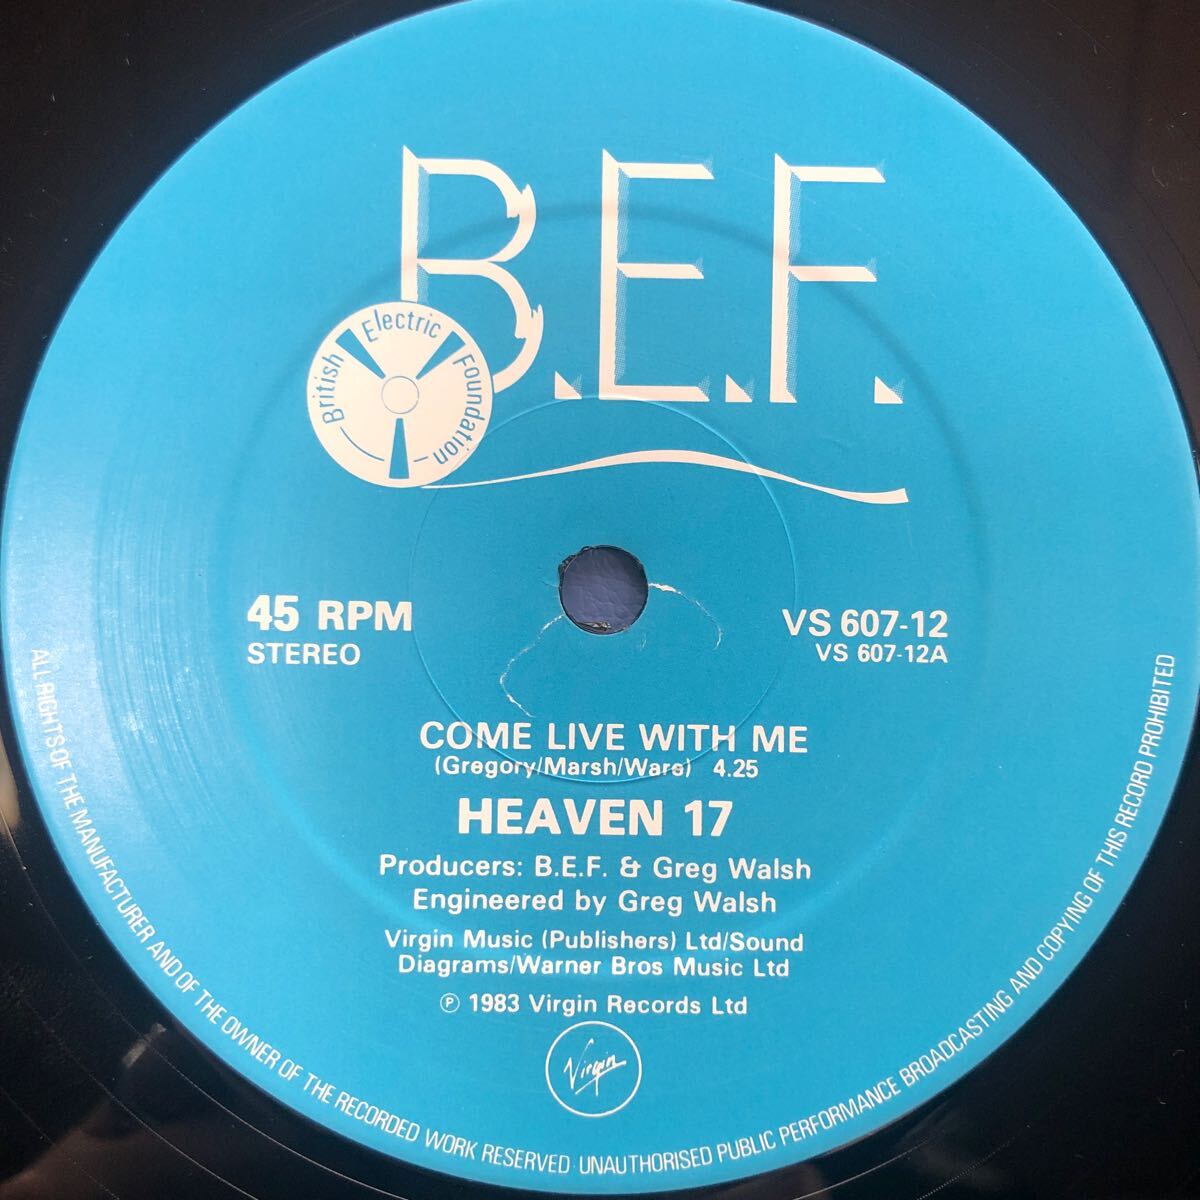 B.E.F.
British Electric Foundation
45 RPM
STEREO
VS 607-12
VS 607-12A
COME LIVE WITH ME
(Gregory/Marsh/Ware) 4.25
HEAVEN 17
Producers: B.E.F. & Greg Walsh
Engineered by Greg Walsh
Virgin Music (Publishers) Ltd/Sound
Diagrams/Warner Bros Music Ltd
℗ 1983 Virgin Records Ltd
Virgin
ALL RIGHTS OF THE MANUFACTURER AND OF THE OWNER OF THE RECORDED WORK RESERVED · UNAUTHORISED PUBLIC PERFORMANCE BROADCASTING AND COPYING OF THIS RECORD PROHIBITED